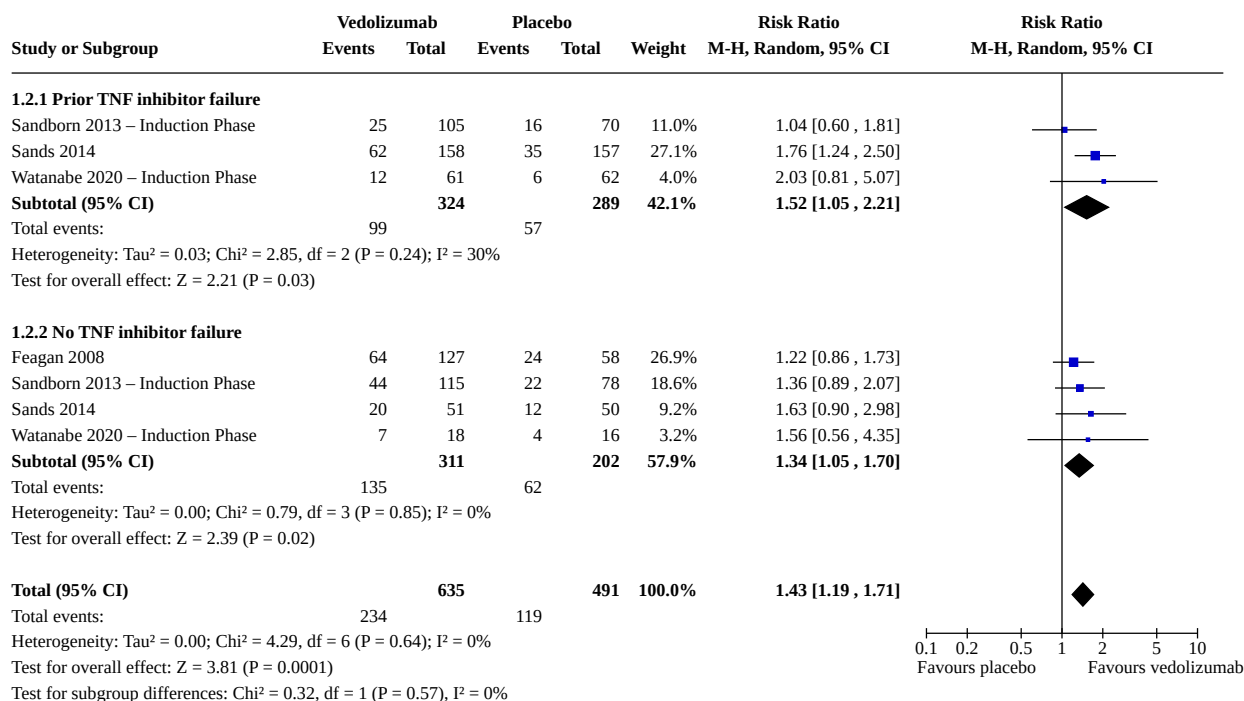 Vedolizumab Placebo Risk Ratio Risk Ratio
Study or Subgroup Events Total Events Total Weight M-H, Random, 95% CI M-H, Random, 95% CI
1.2.1 Prior TNF inhibitor failure
Sandborn 2013 – Induction Phase 25 105 16 70 11.0% 1.04 [0.60 , 1.81]
Sands 2014 62 158 35 157 27.1% 1.76 [1.24 , 2.50]
Watanabe 2020 – Induction Phase 12 61 6 62 4.0% 2.03 [0.81 , 5.07]
Subtotal (95% CI) 324 289 42.1% 1.52 [1.05 , 2.21]
Total events: 99 57
Heterogeneity: Tau² = 0.03; Chi² = 2.85, df = 2 (P = 0.24); I² = 30%
Test for overall effect: Z = 2.21 (P = 0.03)
1.2.2 No TNF inhibitor failure
Feagan 2008 64 127 24 58 26.9% 1.22 [0.86 , 1.73]
Sandborn 2013 – Induction Phase 44 115 22 78 18.6% 1.36 [0.89 , 2.07]
Sands 2014 20 51 12 50 9.2% 1.63 [0.90 , 2.98]
Watanabe 2020 – Induction Phase 7 18 4 16 3.2% 1.56 [0.56 , 4.35]
Subtotal (95% CI) 311 202 57.9% 1.34 [1.05 , 1.70]
Total events: 135 62
Heterogeneity: Tau² = 0.00; Chi² = 0.79, df = 3 (P = 0.85); I² = 0%
Test for overall effect: Z = 2.39 (P = 0.02)
Total (95% CI) 635 491 100.0% 1.43 [1.19 , 1.71]
Total events: 234 119
Heterogeneity: Tau² = 0.00; Chi² = 4.29, df = 6 (P = 0.64); I² = 0%
Test for overall effect: Z = 3.81 (P = 0.0001)
Test for subgroup differences: Chi² = 0.32, df = 1 (P = 0.57), I² = 0%
0.1 0.2 0.5 1 2 5 10
Favours placebo Favours vedolizumab